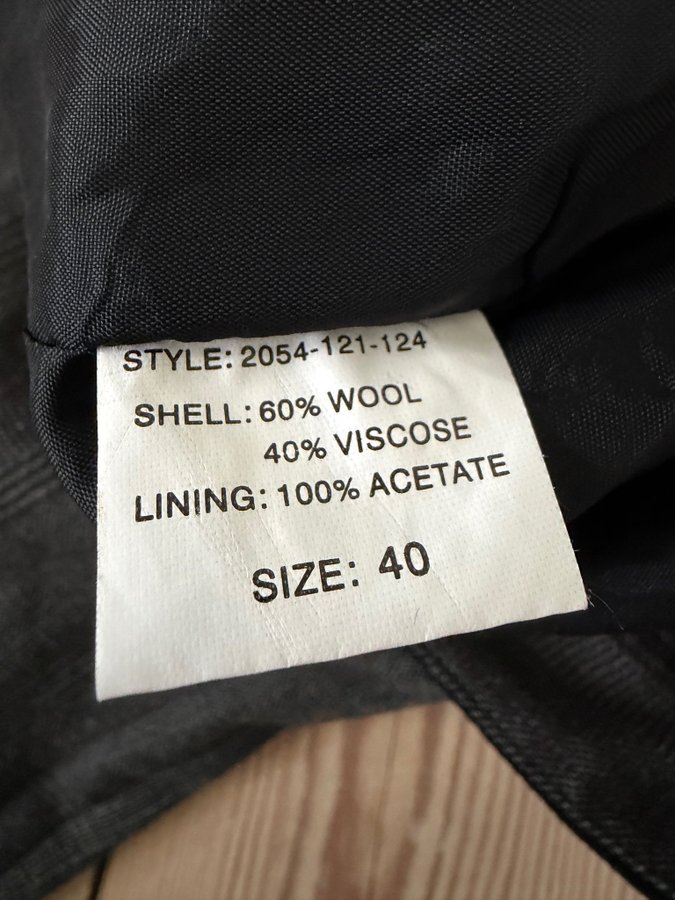 STYLE: 2054-121-124
SHELL: 60% WOOL
40% VISCOSE
LINING: 100% ACETATE
SIZE: 40